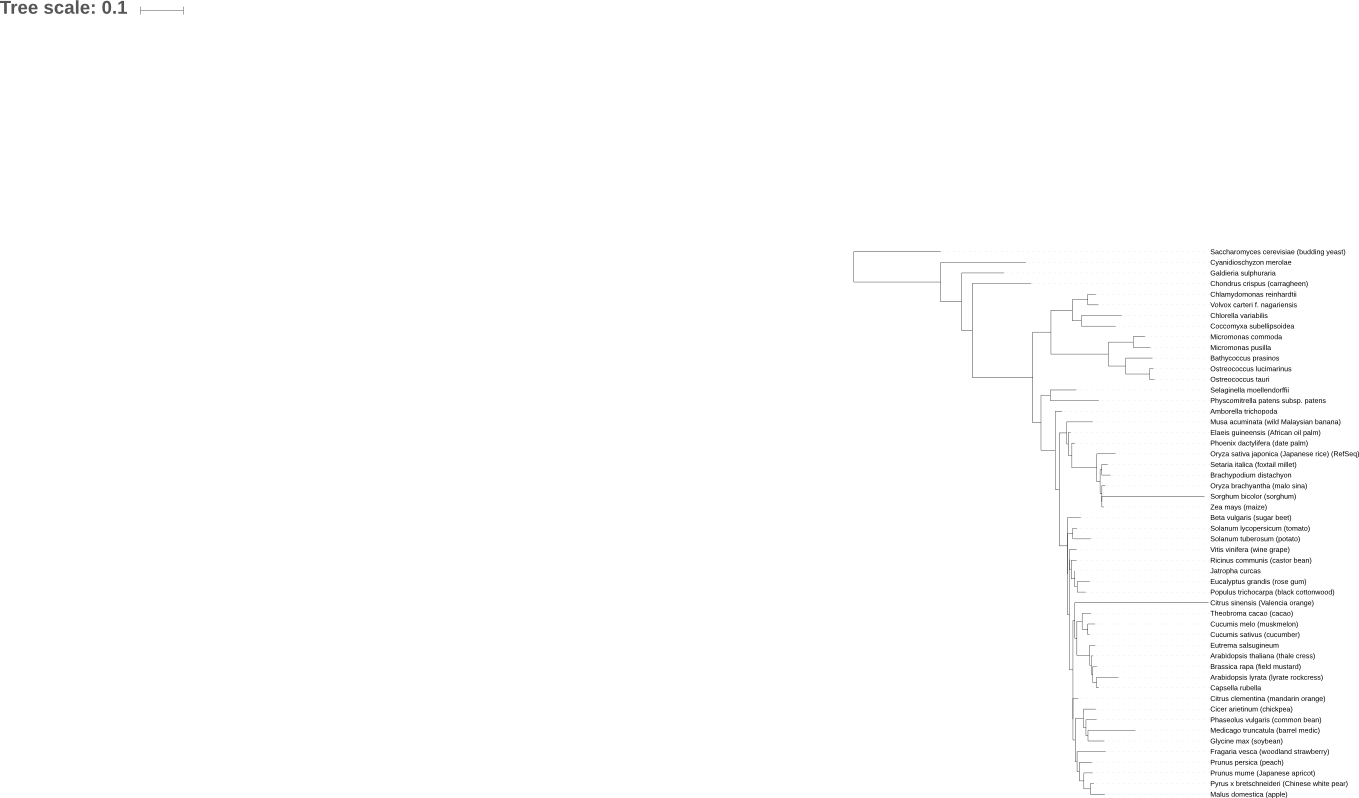 Tree scale: 0.1
Saccharomyces cerevisiae (budding yeast)
Cyanidioschyzon merolae
Galdieria sulphuraria
Chondrus crispus (carragheen)
Chlamydomonas reinhardtii
Volvox carteri f. nagariensis
Chlorella variabilis
Coccomyxa subellipsoidea
Micromonas commoda
Micromonas pusilla
Bathycoccus prasinos
Ostreococcus lucimarinus
Ostreococcus tauri
Selaginella moellendorffii
Physcomitrella patens subsp. patens
Amborella trichopoda
Musa acuminata (wild Malaysian banana)
Elaeis guineensis (African oil palm)
Phoenix dactylifera (date palm)
Oryza sativa japonica (Japanese rice) (RefSeq)
Setaria italica (foxtail millet)
Brachypodium distachyon
Oryza brachyantha (malo sina)
Sorghum bicolor (sorghum)
Zea mays (maize)
Beta vulgaris (sugar beet)
Solanum lycopersicum (tomato)
Solanum tuberosum (potato)
Vitis vinifera (wine grape)
Ricinus communis (castor bean)
Jatropha curcas
Eucalyptus grandis (rose gum)
Populus trichocarpa (black cottonwood)
Citrus sinensis (Valencia orange)
Theobroma cacao (cacao)
Cucumis melo (muskmelon)
Cucumis sativus (cucumber)
Eutrema salsugineum
Arabidopsis thaliana (thale cress)
Brassica rapa (field mustard)
Arabidopsis lyrata (lyrate rockcress)
Capsella rubella
Citrus clementina (mandarin orange)
Cicer arietinum (chickpea)
Phaseolus vulgaris (common bean)
Medicago truncatula (barrel medic)
Glycine max (soybean)
Fragaria vesca (woodland strawberry)
Prunus persica (peach)
Prunus mume (Japanese apricot)
Pyrus x bretschneideri (Chinese white pear)
Malus domestica (apple)